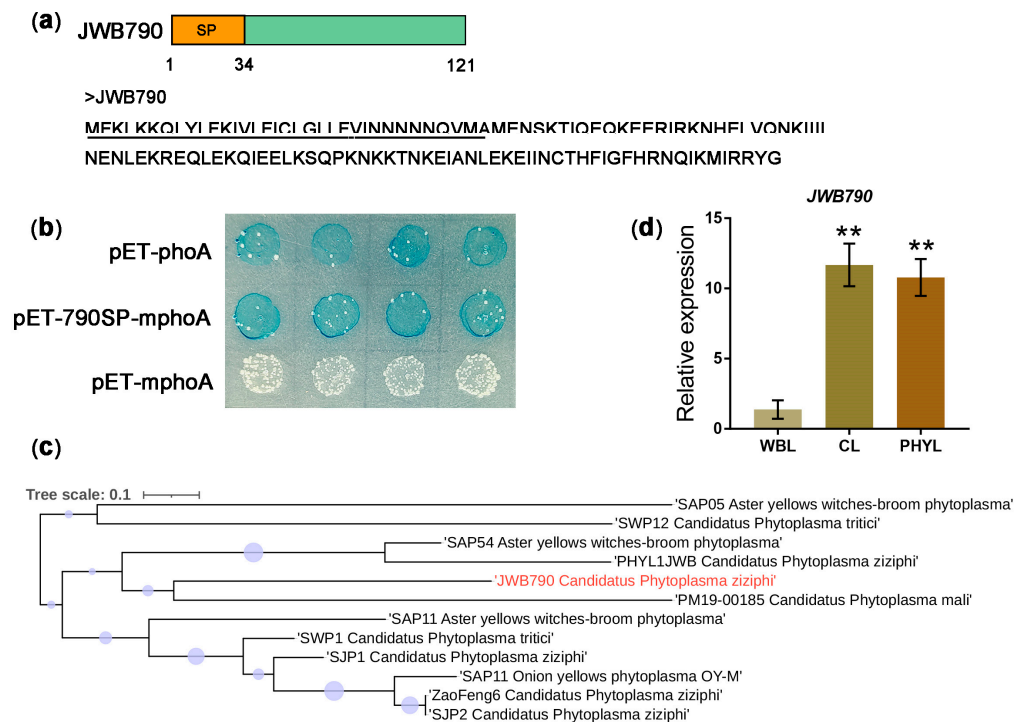 (a)
JWB790
SP
1 34 121
>JWB790
NENLEKREQLEKQIEELKSQPKNKKTNKEIANLEKEIINCTHFIGFHRNQIKMIRRYG
(b)
pET-phoA
pET-790SP-mphoA
pET-mphoA
(d)
JWB790
Relative expression
15
10
5
0
**
**
WBL CL PHYL
(c)
Tree scale: 0.1
'SAP05 Aster yellows witches-broom phytoplasma'
'SWP12 Candidatus Phytoplasma tritici'
'SAP54 Aster yellows witches-broom phytoplasma'
'PHYL1JWB Candidatus Phytoplasma ziziphi'
'JWB790 Candidatus Phytoplasma ziziphi'
'PM19-00185 Candidatus Phytoplasma mali'
'SAP11 Aster yellows witches-broom phytoplasma'
'SWP1 Candidatus Phytoplasma tritici'
'SJP1 Candidatus Phytoplasma ziziphi'
'SAP11 Onion yellows phytoplasma OY-M'
'ZaoFeng6 Candidatus Phytoplasma ziziphi'
'SJP2 Candidatus Phytoplasma ziziphi'